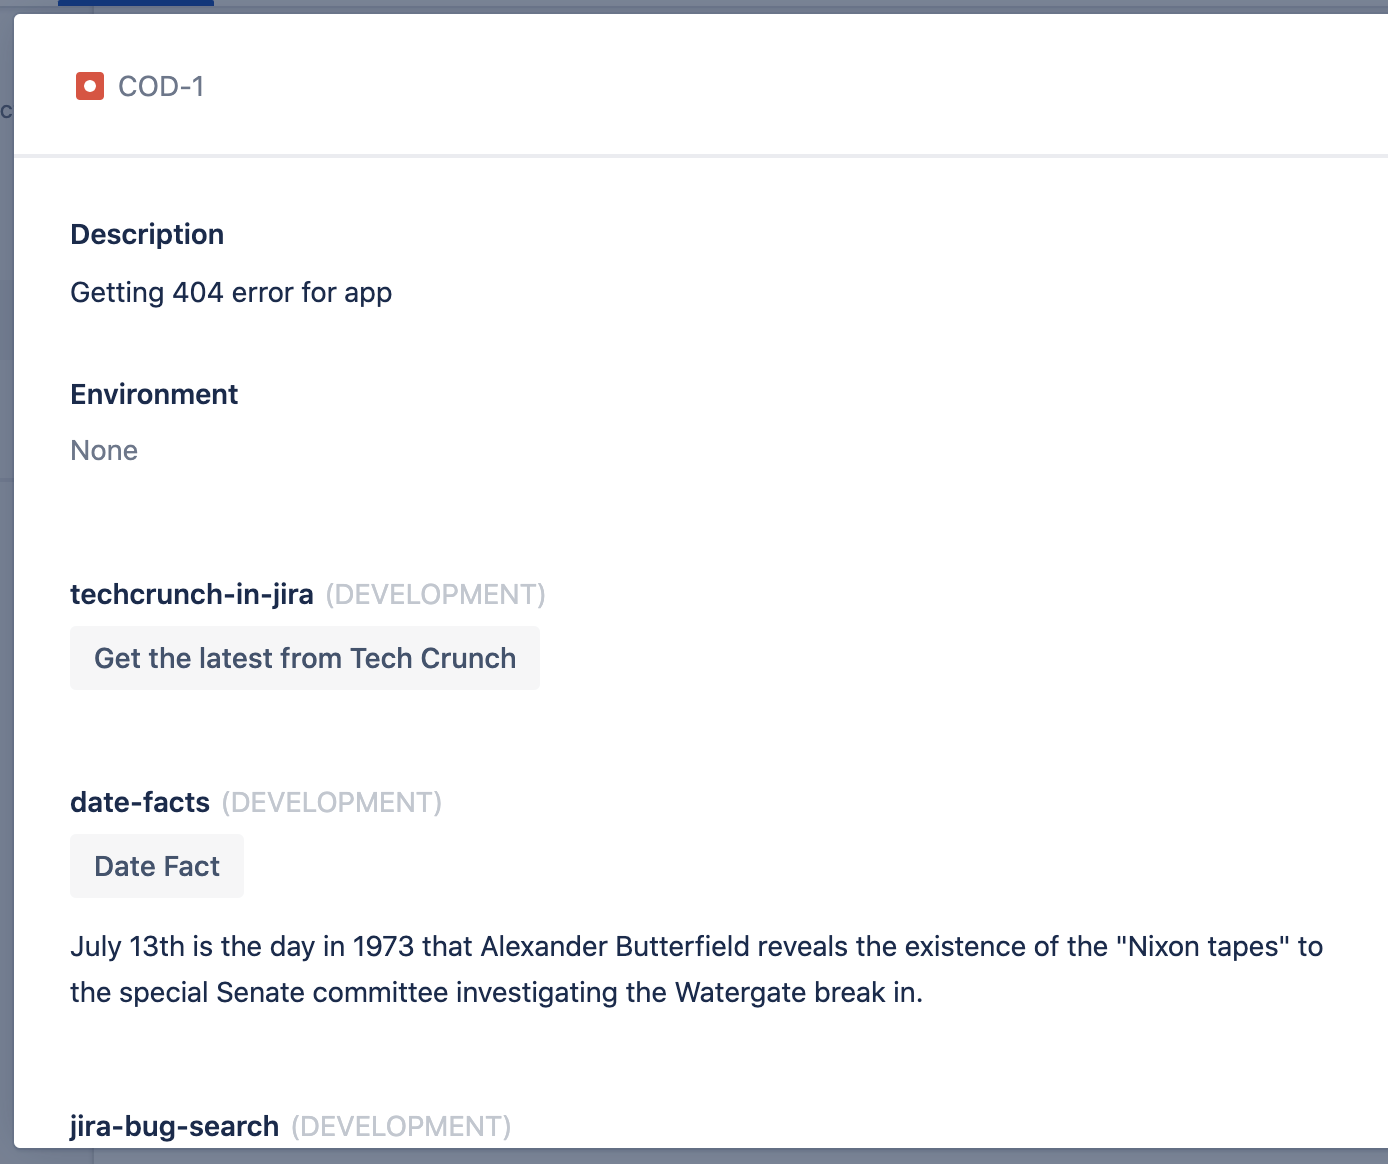 COD-1
c
Description
Getting 404 error for app
Environment
None
techcrunch-in-jira (DEVELOPMENT)
Get the latest from Tech Crunch
date-facts (DEVELOPMENT)
Date Fact
July 13th is the day in 1973 that Alexander Butterfield reveals the existence of the "Nixon tapes" to
the special Senate committee investigating the Watergate break in.
jira-bug-search (DEVELOPMENT)